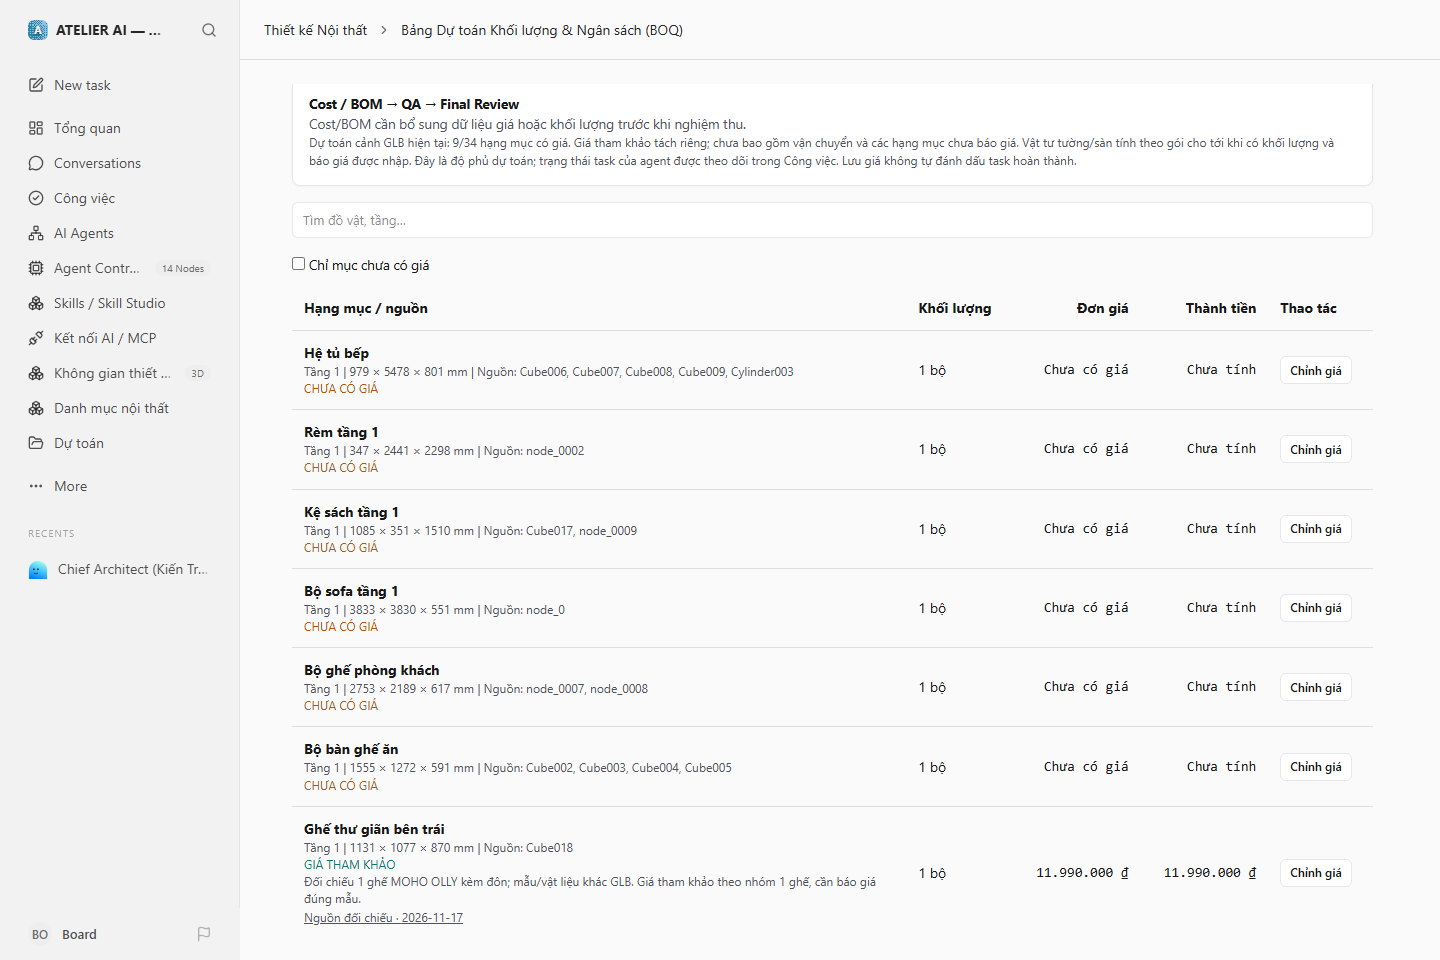 ATELIER AI — ...
New task
Tổng quan
Conversations
Công việc
AI Agents
Agent Contr... 14 Nodes
Skills / Skill Studio
Kết nối AI / MCP
Không gian thiết ... 3D
Danh mục nội thất
Dự toán
More
RECENTS
Chief Architect (Kiến Tr...
BO Board
Thiết kế Nội thất > Bảng Dự toán Khối lượng & Ngân sách (BOQ)
Cost / BOM → QA → Final Review
Cost/BOM cần bổ sung dữ liệu giá hoặc khối lượng trước khi nghiệm thu.
Dự toán cảnh GLB hiện tại: 9/34 hạng mục có giá. Giá tham khảo tách riêng; chưa bao gồm vận chuyển và các hạng mục chưa báo giá. Vật tư tường/sàn tính theo gói cho tới khi có khối lượng và
báo giá được nhập. Đây là độ phủ dự toán; trạng thái task của agent được theo dõi trong Công việc. Lưu giá không tự đánh dấu task hoàn thành.
Tìm đồ vật, tầng...
Chỉ mục chưa có giá
Hạng mục / nguồn Khối lượng Đơn giá Thành tiền Thao tác
Hệ tủ bếp
Tầng 1 | 979 × 5478 × 801 mm | Nguồn: Cube006, Cube007, Cube008, Cube009, Cylinder003
CHƯA CÓ GIÁ
1 bộ Chưa có giá Chưa tính Chỉnh giá
Rèm tầng 1
Tầng 1 | 347 × 2441 × 2298 mm | Nguồn: node_0002
CHƯA CÓ GIÁ
1 bộ Chưa có giá Chưa tính Chỉnh giá
Kệ sách tầng 1
Tầng 1 | 1085 × 351 × 1510 mm | Nguồn: Cube017, node_0009
CHƯA CÓ GIÁ
1 bộ Chưa có giá Chưa tính Chỉnh giá
Bộ sofa tầng 1
Tầng 1 | 3833 × 3830 × 551 mm | Nguồn: node_0
CHƯA CÓ GIÁ
1 bộ Chưa có giá Chưa tính Chỉnh giá
Bộ ghế phòng khách
Tầng 1 | 2753 × 2189 × 617 mm | Nguồn: node_0007, node_0008
CHƯA CÓ GIÁ
1 bộ Chưa có giá Chưa tính Chỉnh giá
Bộ bàn ghế ăn
Tầng 1 | 1555 × 1272 × 591 mm | Nguồn: Cube002, Cube003, Cube004, Cube005
CHƯA CÓ GIÁ
1 bộ Chưa có giá Chưa tính Chỉnh giá
Ghế thư giãn bên trái
Tầng 1 | 1131 × 1077 × 870 mm | Nguồn: Cube018
GIÁ THAM KHẢO
Đối chiếu 1 ghế MOHO OLLY kèm đôn; mẫu/vật liệu khác GLB. Giá tham khảo theo nhóm 1 ghế, cần báo giá
đúng mẫu.
Nguồn đối chiếu · 2026-11-17
1 bộ 11.990.000 ₫ 11.990.000 ₫ Chỉnh giá